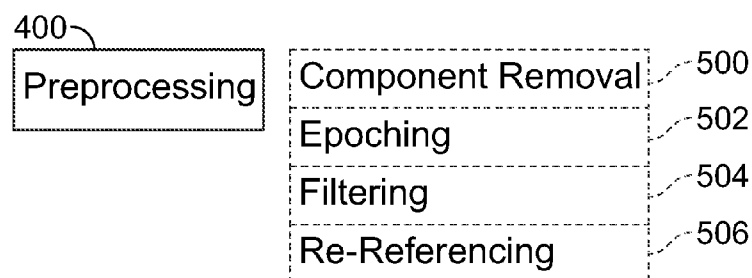 400
Preprocessing
Component Removal 500
Epoching 502
Filtering 504
Re-Referencing 506